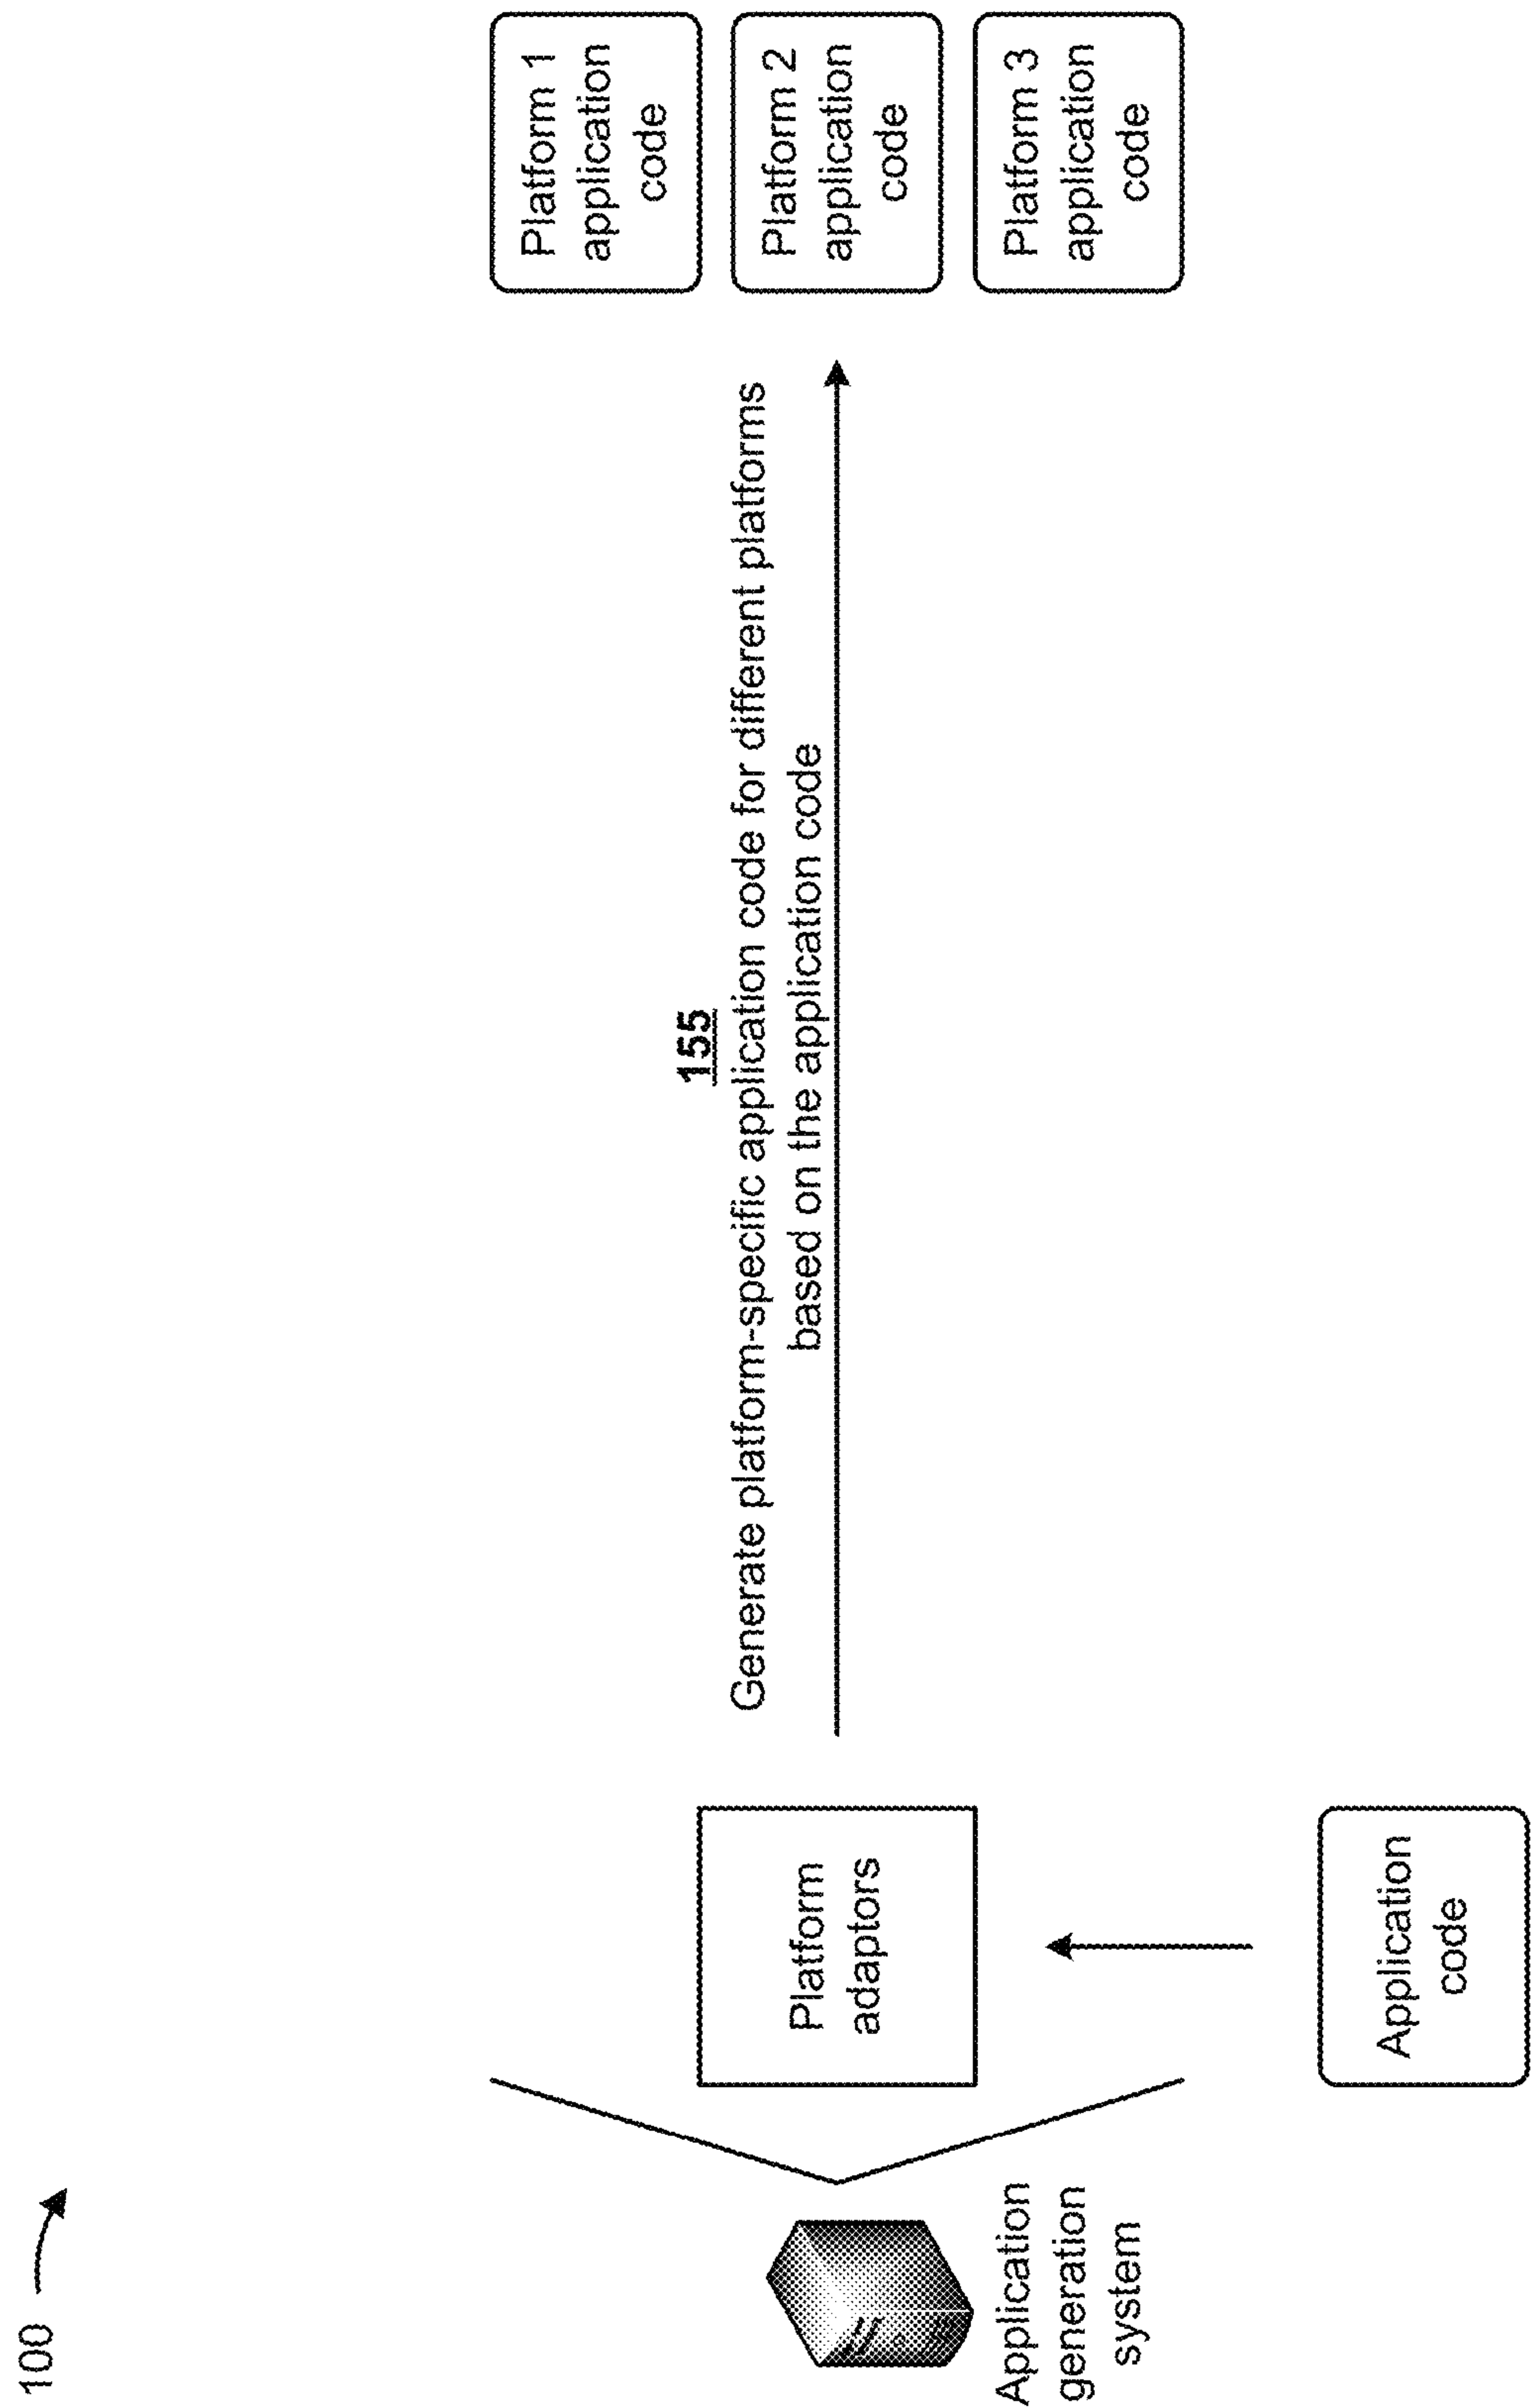 100
155
Generate platform-specific application code for different platforms
based on the application code
Platform 1
application
code
Platform 2
application
code
Platform 3
application
code
Platform
adaptors
Application
generation
system
Application
code